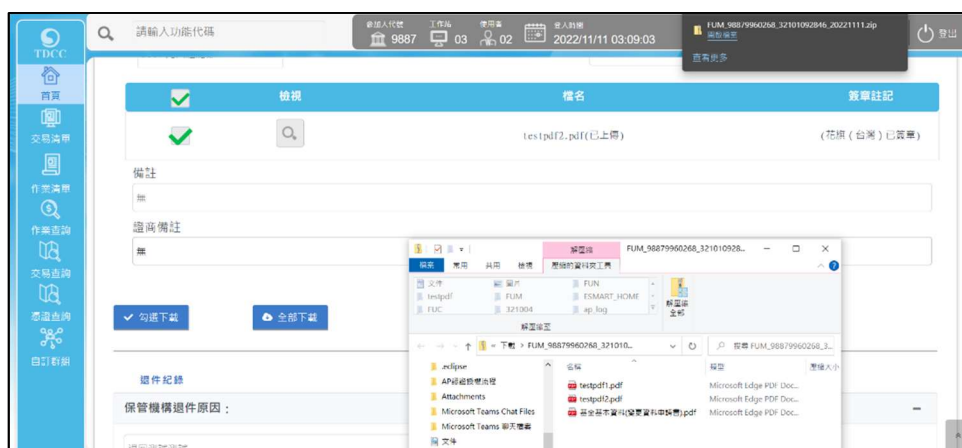 TDCC
首頁
交易清單
作業清單
作業查詢
交易查詢
憑證查詢
自訂群組
請輸入功能代碼
參加人代號 9887
工作站 03
使用者 02
登入時間 2022/11/11 03:09:03
FUM_98879960268_32101092846_20221111.zip
開啟檔案
查看更多
登出
檢視 檔名 簽章註記
testpdf2.pdf(已上傳) (花旗(台灣)已簽章)
備註
無
證商備註
無
勾選下載 全部下載
退件紀錄
保管機構退件原因:
解壓縮 FUM_98879960268_321010928...
檔案 常用 共用 檢視 壓縮的資料夾工具
文件 圖片 FUN
testpdf FUM ESMART_HOME
FUC 321004 ap_log
解壓縮全部
解壓縮至
« 下載 > FUM_98879960268_321010...
搜尋 FUM_98879960268_3...
.eclipse
Attachments
Microsoft Teams Chat Files
Microsoft Teams 聊天檔案
文件
名稱 類型 壓縮大小
testpdf1.pdf Microsoft Edge PDF Doc...
testpdf2.pdf Microsoft Edge PDF Doc...
基金基本資料(變更資料申請書).pdf Microsoft Edge PDF Doc...